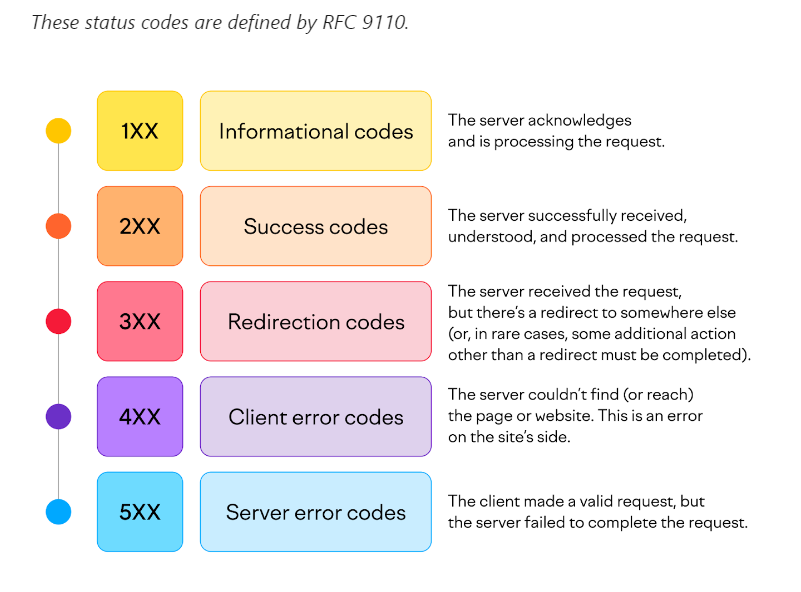 These status codes are defined by RFC 9110.
1XX
Informational codes
The server acknowledges
and is processing the request.
2XX
Success codes
The server successfully received,
understood, and processed the request.
3XX
Redirection codes
The server received the request,
but there's a redirect to somewhere else
(or, in rare cases, some additional action
other than a redirect must be completed).
4XX
Client error codes
The server couldn't find (or reach)
the page or website. This is an error
on the site's side.
5XX
Server error codes
The client made a valid request, but
the server failed to complete the request.